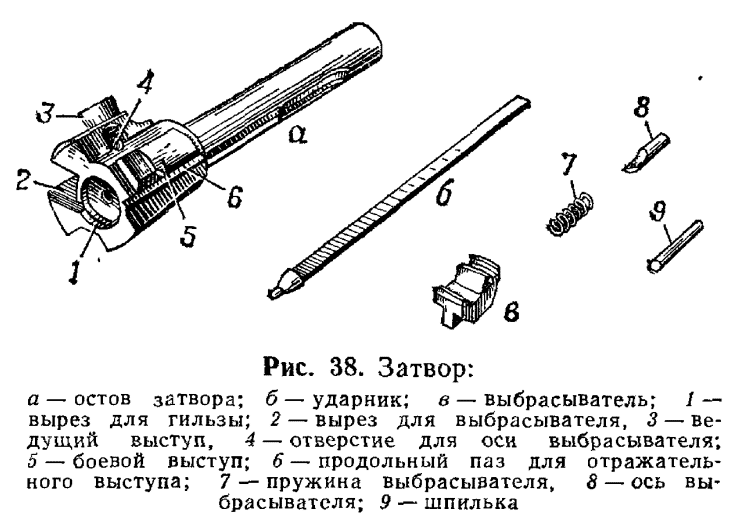 3
4
8
a
7
2
б
6
9
5
1
в
Рис. 38. Затвор:
а — остов затвора; б — ударник; в — выбрасыватель; 1 —
вырез для гильзы; 2 — вырез для выбрасывателя, 3 — ве-
дущий выступ, 4 — отверстие для оси выбрасывателя;
5 — боевой выступ; 6 — продольный паз для отражатель-
ного выступа; 7 — пружина выбрасывателя, 8 — ось вы-
брасывателя; 9 — шпилька